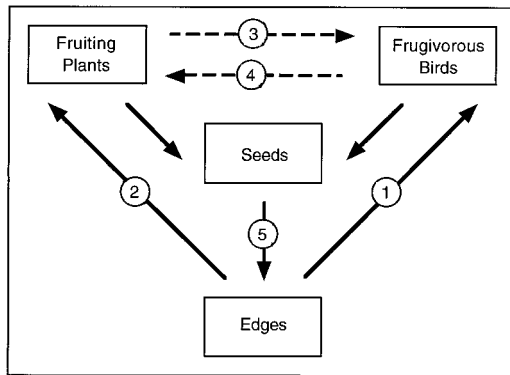 Fruiting
Plants
3
4
Frugivorous
Birds
Seeds
2
1
5
Edges